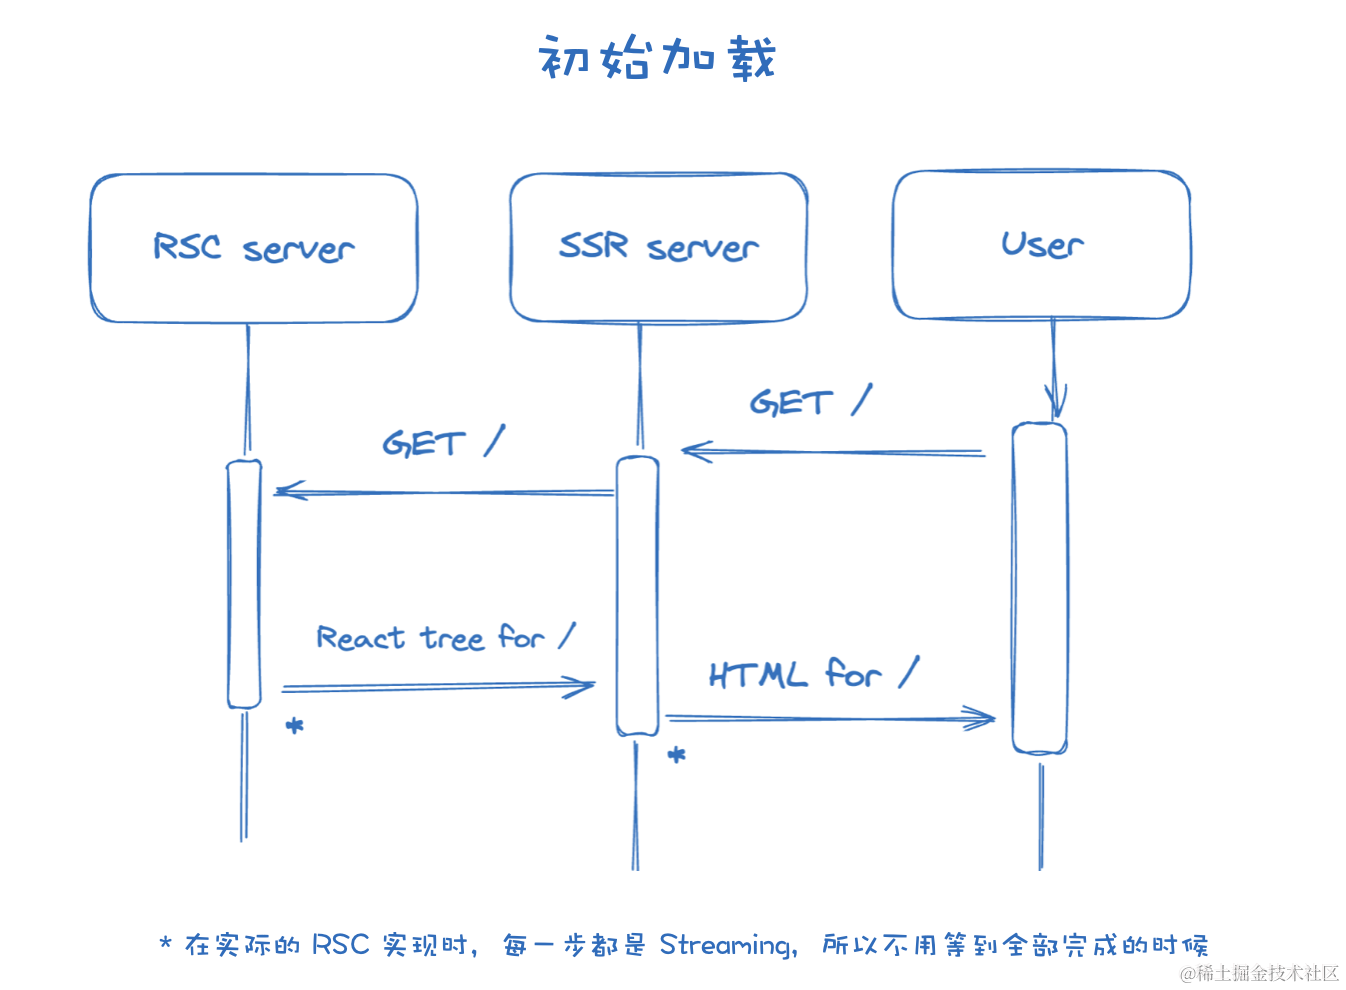 初始加载
RSC server
SSR server
User
GET /
GET /
React tree for /
HTML for /
*
*
* 在实际的 RSC 实现时，每一步都是 Streaming，所以不用等到全部完成的时候
@稀土掘金技术社区